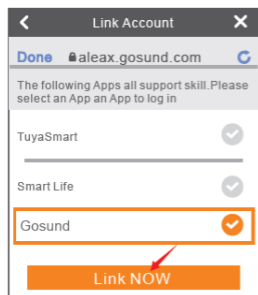 Link Account
Done aleax.gosund.com
The following Apps all support skill.Please
select an App an App to log in
TuyaSmart
Smart Life
Gosund
Link NOW